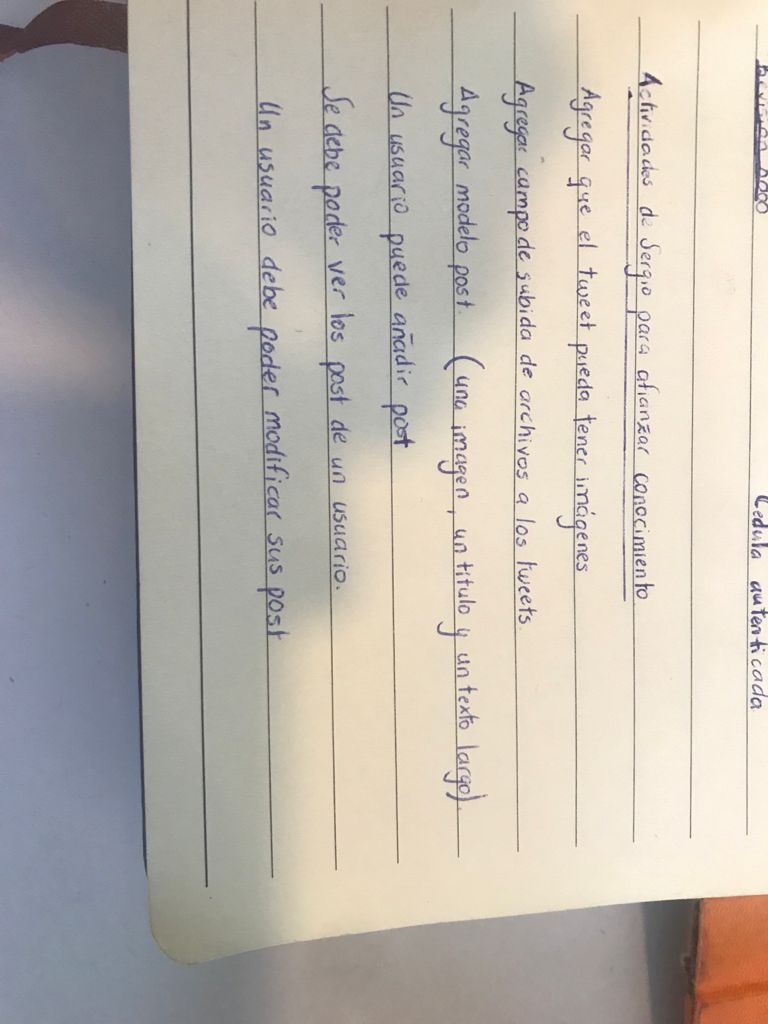 Cedula autenticada
Actividades de Sergio para afianzar conocimiento
Agregar que el tweet pueda tener imágenes
Agregar campo de subida de archivos a los tweets.
Agregar modelo post. (una imagen, un titulo y un texto largo).
Un usuario puede añadir post
Se debe poder ver los post de un usuario.
Un usuario debe poder modificar sus post